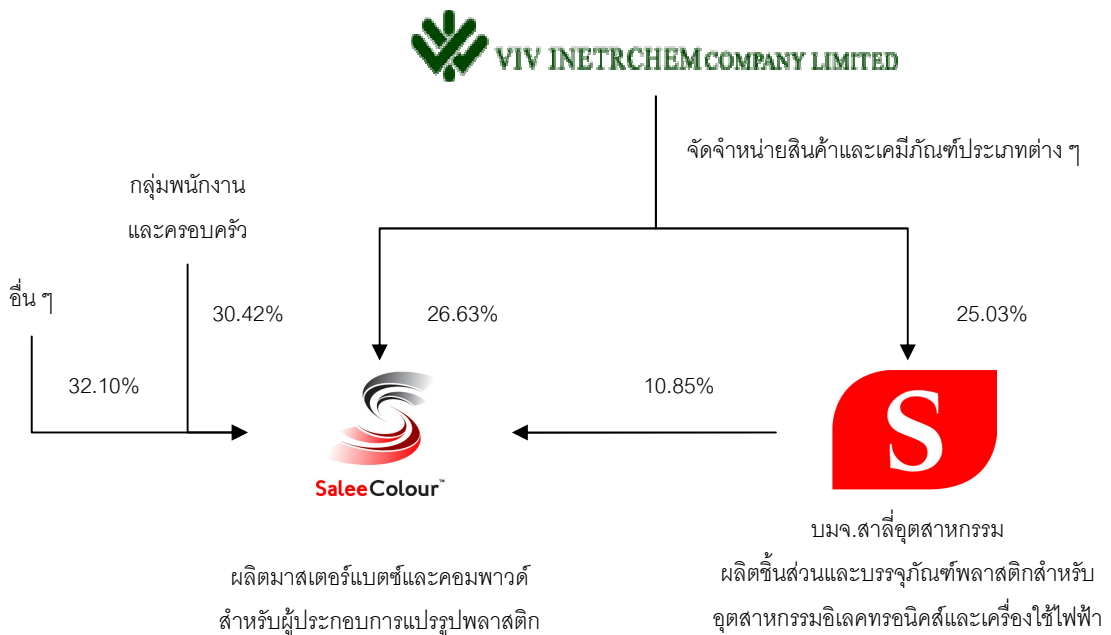 VIV INETRCHEM COMPANY LIMITED
จัดจำหน่ายสินค้าและเคมีภัณฑ์ประเภทต่าง ๆ
กลุ่มพนักงาน
และครอบครัว
อื่น ๆ
30.42%
26.63%
25.03%
32.10%
10.85%
S
SaleeColour™
บมจ.สาลี่อุตสาหกรรม
ผลิตชิ้นส่วนและบรรจุภัณฑ์พลาสติกสำหรับ
อุตสาหกรรมอิเลคทรอนิคส์และเครื่องใช้ไฟฟ้า
ผลิตมาสเตอร์แบตซ์และคอมพาวด์
สำหรับผู้ประกอบการแปรรูปพลาสติก